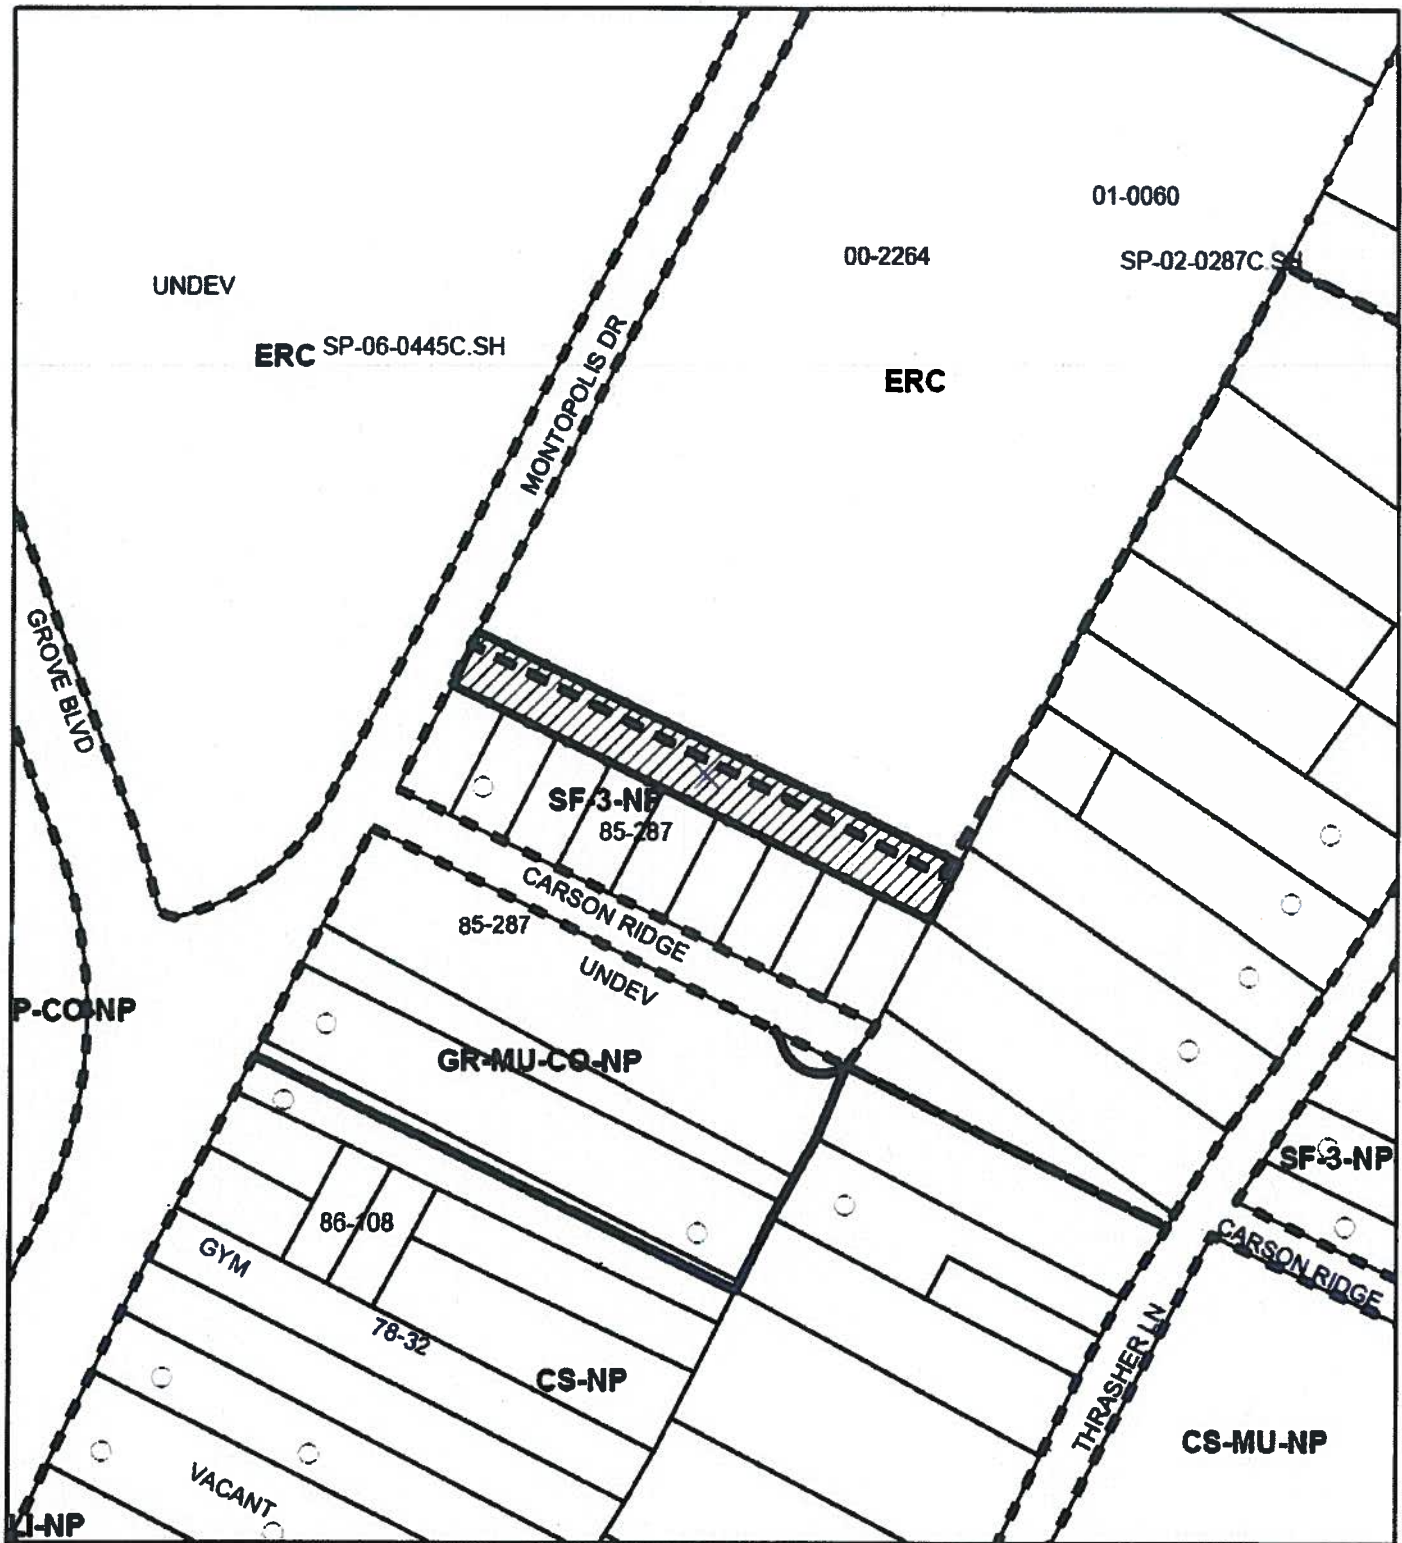 01-0060
00-2264
SP-02-0287C.SH
UNDEV
ERC
SP-06-0445C.SH
MONTOPOLIS DR
ERC
GROVE BLVD
SF-3-NP
85-287
CARSON RIDGE
85-287
UNDEV
P-CO-NP
GR-MU-CO-NP
SF-3-NP
86-108
GYM
CARSON RIDGE
78-32
CS-NP
THRASHER LN
CS-MU-NP
VACANT
LI-NP